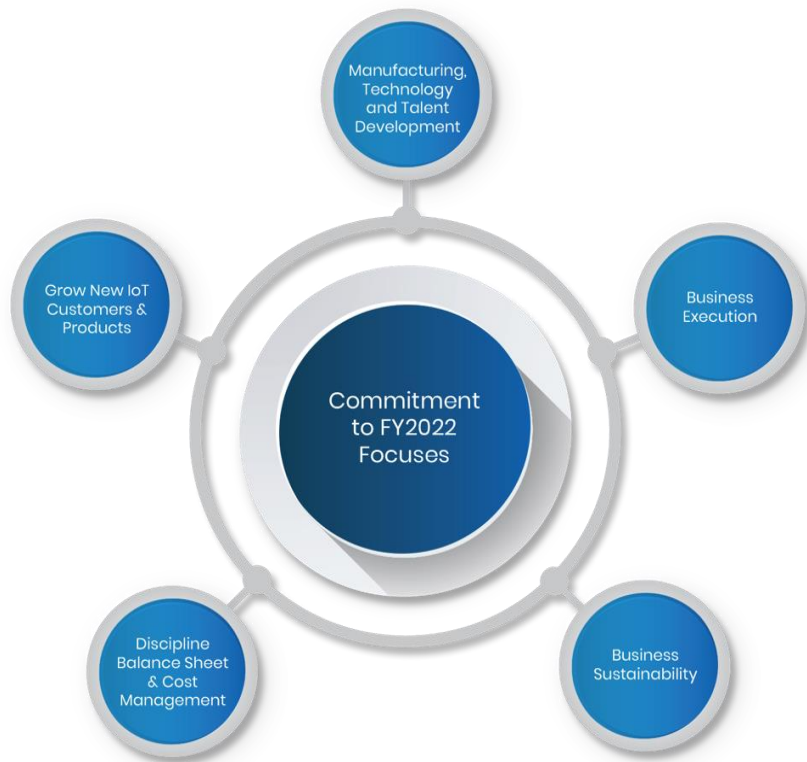 Manufacturing,
Technology
and Talent
Development
Grow New IoT
Customers &
Products
Business
Execution
Commitment
to FY2022
Focuses
Discipline
Balance Sheet
& Cost
Management
Business
Sustainability